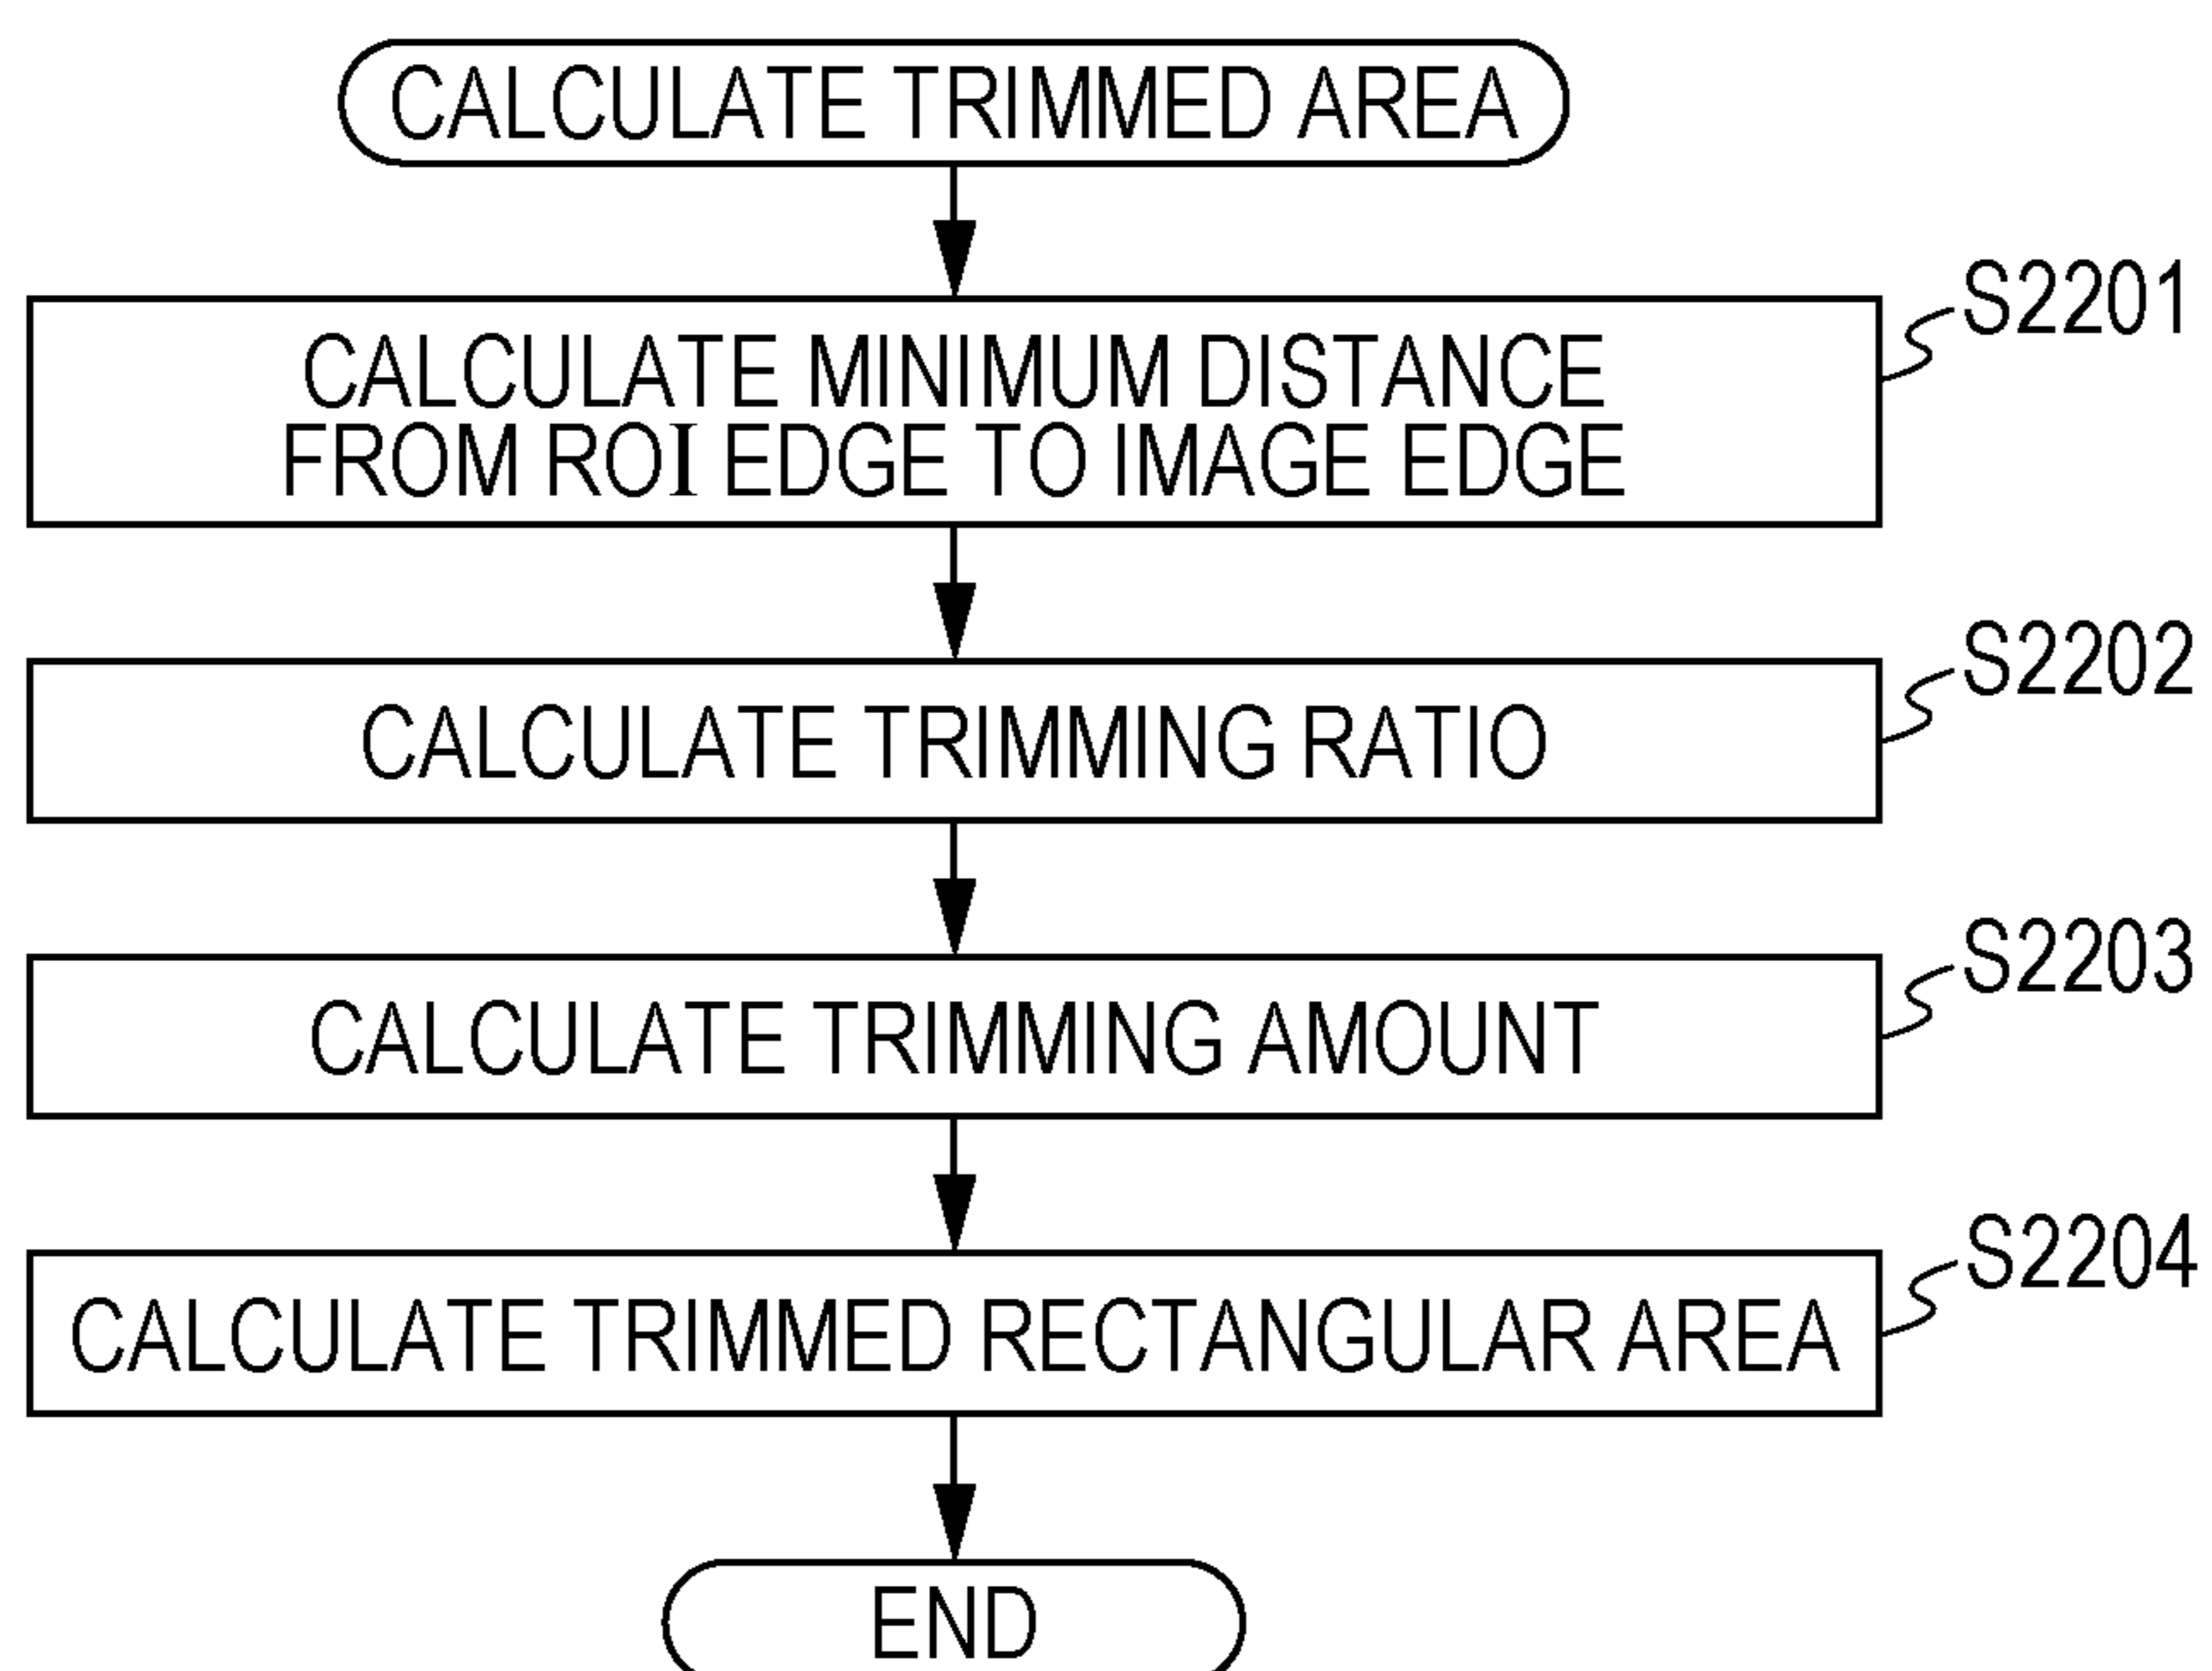 CALCULATE TRIMMED AREA
S2201
CALCULATE MINIMUM DISTANCE
FROM ROI EDGE TO IMAGE EDGE
S2202
CALCULATE TRIMMING RATIO
S2203
CALCULATE TRIMMING AMOUNT
S2204
CALCULATE TRIMMED RECTANGULAR AREA
END